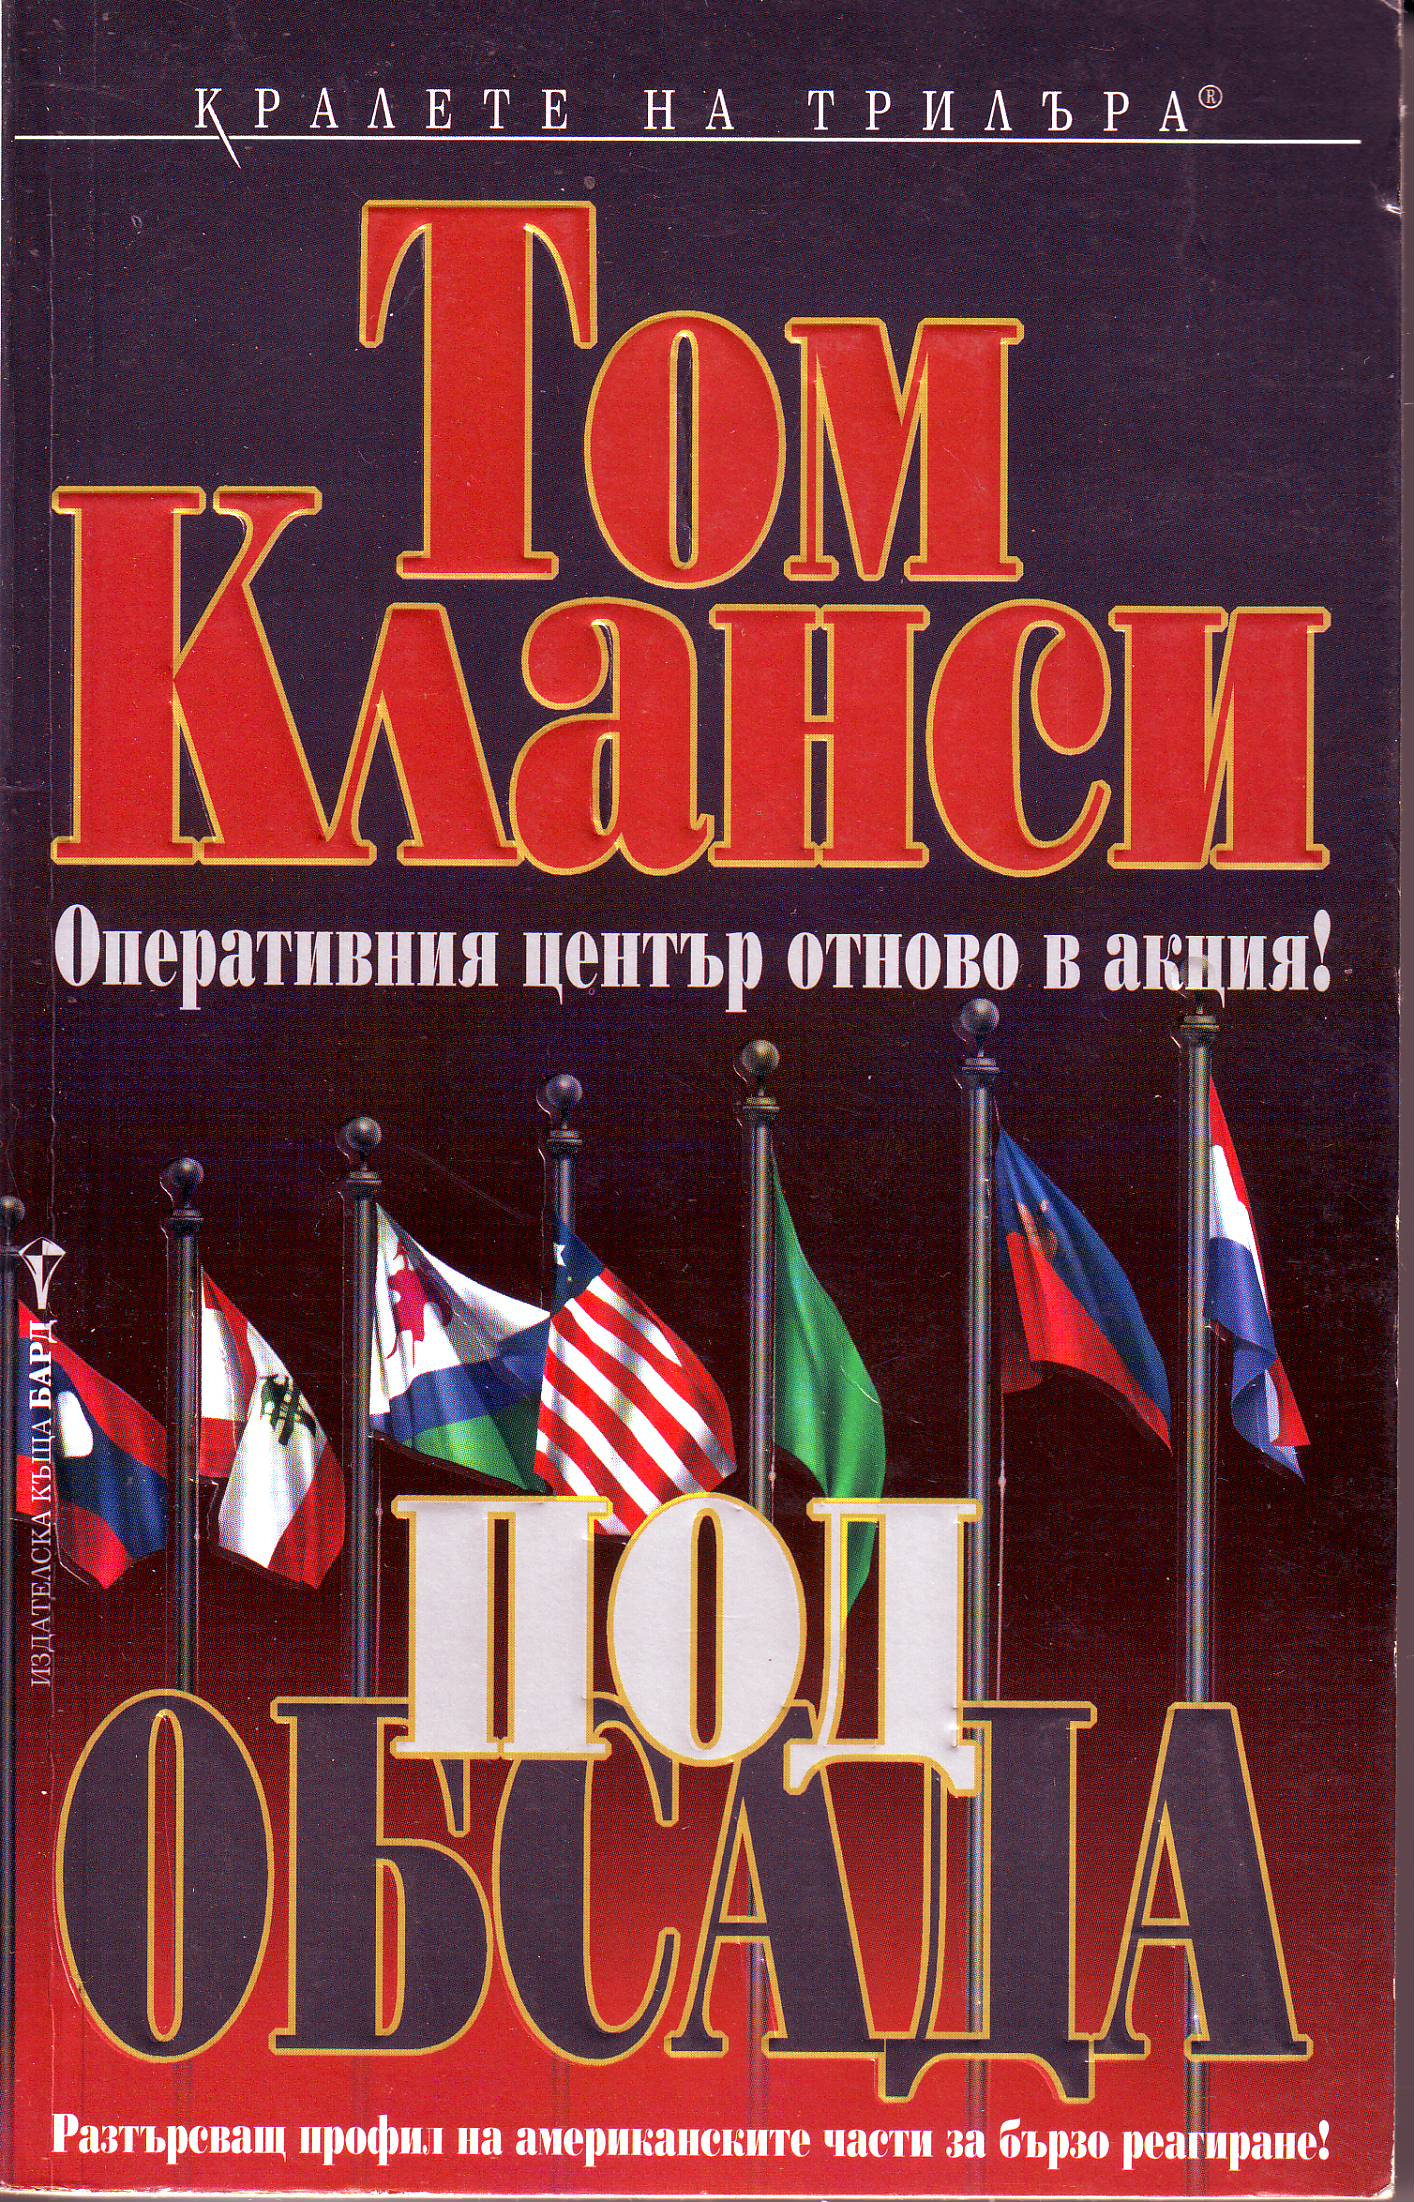 КРАЛЕТЕ НА ТРИЛЪРА®
Том
Кланси
Оперативния център отново в акция!
ИЗДАТЕЛСКА КЪЩА БАРД
ПОД
ОБСАДА
Разтърсващ профил на американските части за бързо реагиране!